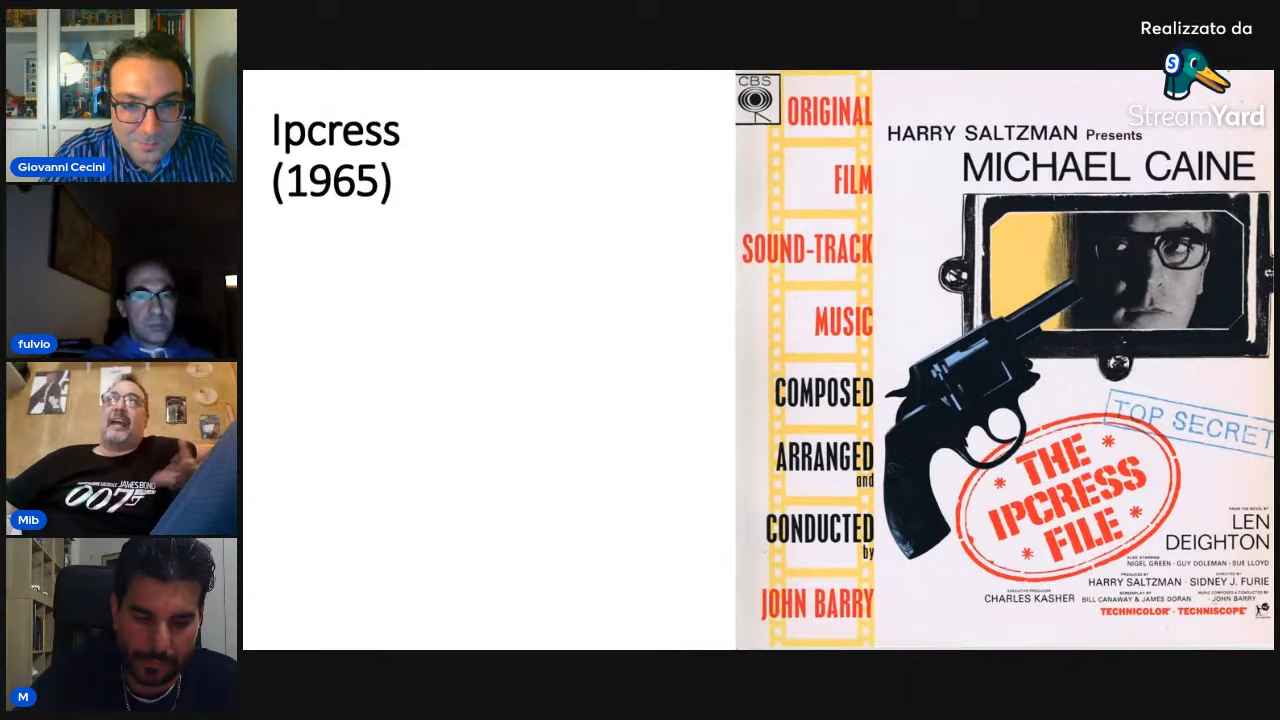 Realizzato da
StreamYard
Giovanni Cecini
fulvio
007
Mib
M
Ipcress
(1965)
CBS
ORIGINAL
FILM
SOUND-TRACK
MUSIC
COMPOSED
ARRANGED
and
CONDUCTED
by
JOHN BARRY
HARRY SALTZMAN Presents
MICHAEL CAINE
TOP SECRET
THE
IPCRESS
FILE
FROM THE NOVEL BY
LEN
DEIGHTON
ALSO STARRING
NIGEL GREEN · GUY DOLEMAN · SUE LLOYD
PRODUCED BY
DIRECTED BY
HARRY SALTZMAN · SIDNEY J. FURIE
EXECUTIVE PRODUCER
CHARLES KASHER
SCREENPLAY BY
BILL CANAWAY & JAMES DORAN
MUSIC COMPOSED & CONDUCTED BY
JOHN BARRY
TECHNICOLOR® · TECHNISCOPE®